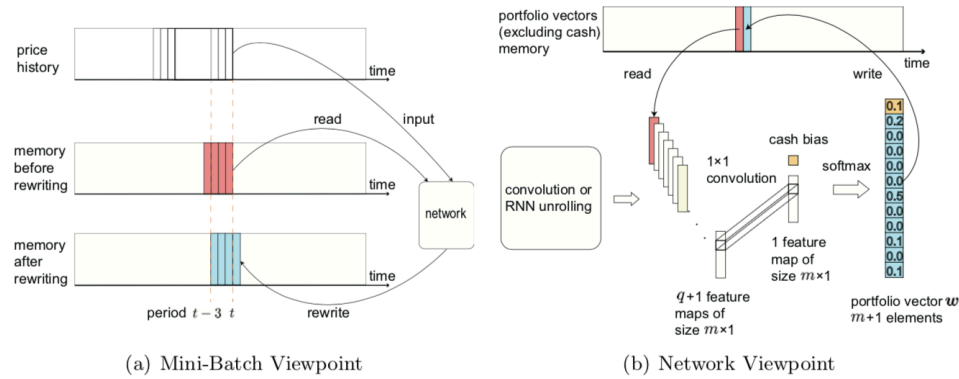 price
history
time
input
read
memory
before
rewriting
time
network
memory
after
rewriting
time
period t − 3 t
rewrite
(a) Mini-Batch Viewpoint
portfolio vectors
(excluding cash)
memory
time
read
write
convolution or
RNN unrolling
1×1
convolution
cash bias
softmax
0.1
0.2
0.0
0.0
0.0
0.5
0.0
0.0
0.1
0.0
0.1
1 feature
map of
size m×1
q+1 feature
maps of
size m×1
portfolio vector w
m+1 elements
(b) Network Viewpoint